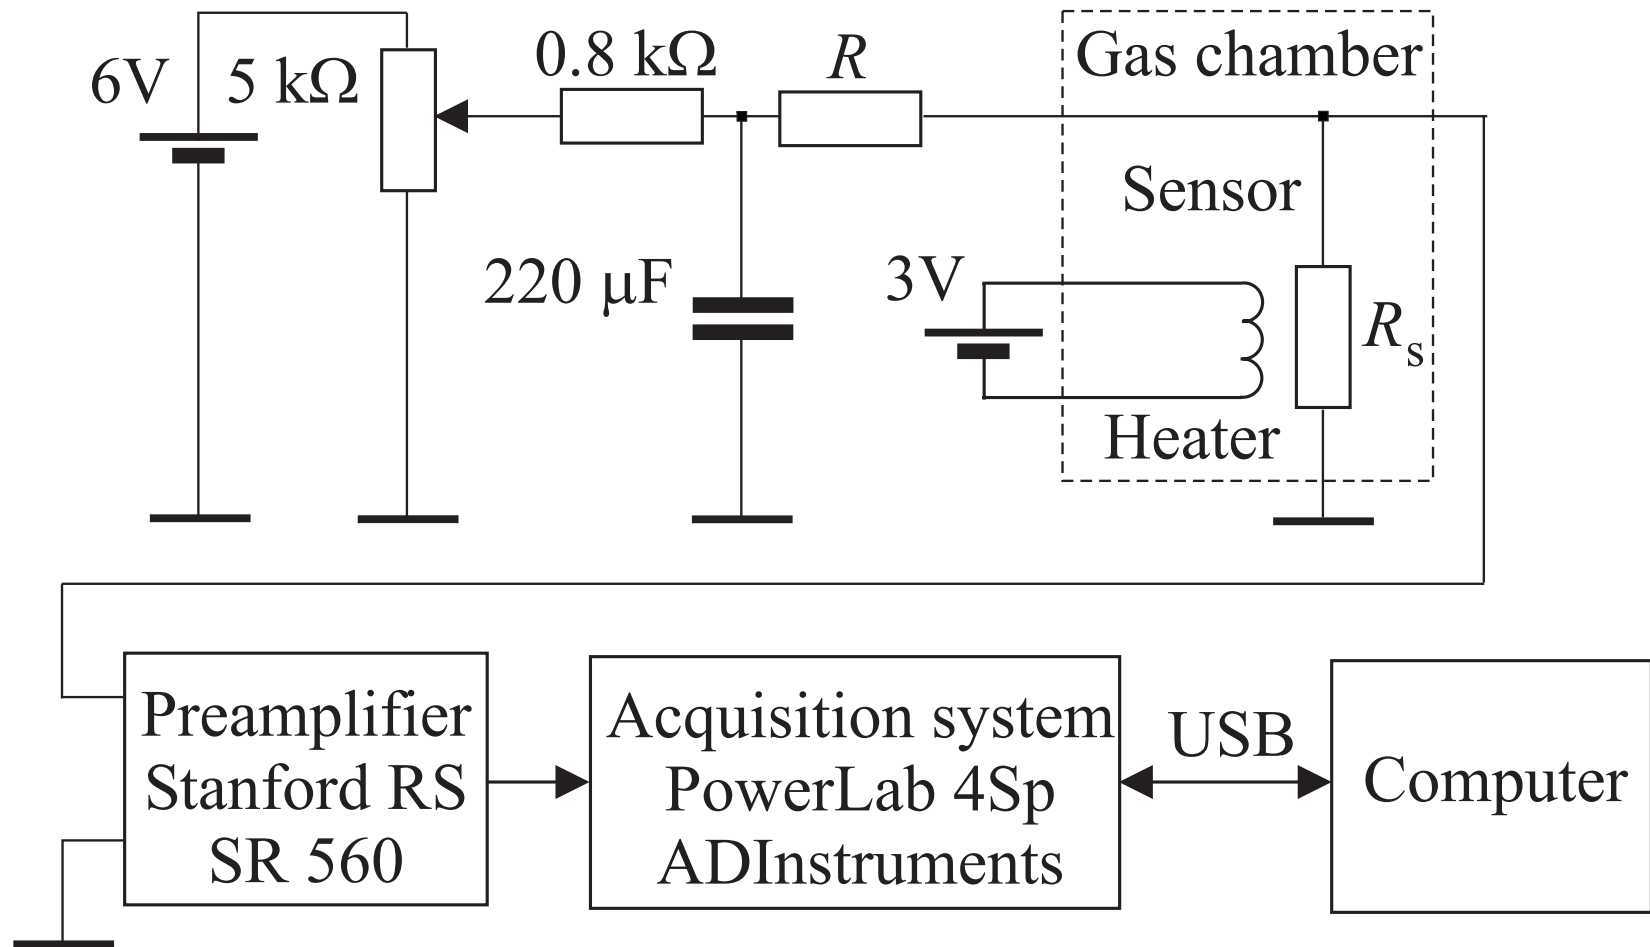 6V
5 kΩ
0.8 kΩ
R
Gas chamber
Sensor
220 μF
3V
Rs
Heater
Preamplifier
Stanford RS
SR 560
Acquisition system
PowerLab 4Sp
ADInstruments
USB
Computer